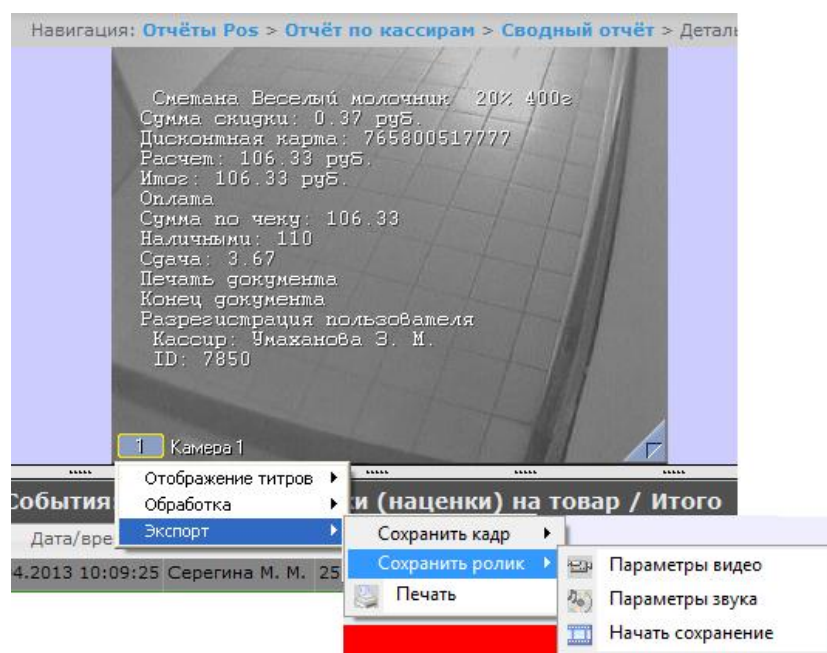 Навигация: Отчёты Pos > Отчёт по кассирам > Сводный отчёт >
Сметана Веселый молочник 20% 400г
Сумма скидки: 0.37 руб.
Дисконтная карта: 765800517777
Расчет: 106.33 руб.
Итог: 106.33 руб.
Оплата
Сумма по чеку: 106.33
Наличными: 110
Сдача: 3.67
Печать документа
Конец документа
Разрегистрация пользователя
Кассир: Умаханова З. М.
ID: 7850
1 Камера 1
Отображение титров
События: (наценки) на товар / Итого
Обработка
Экспорт
Сохранить кадр
Сохранить ролик
Печать
Параметры видео
Параметры звука
Начать сохранение
4.2013 10:09:25 Серегина М. М. 25